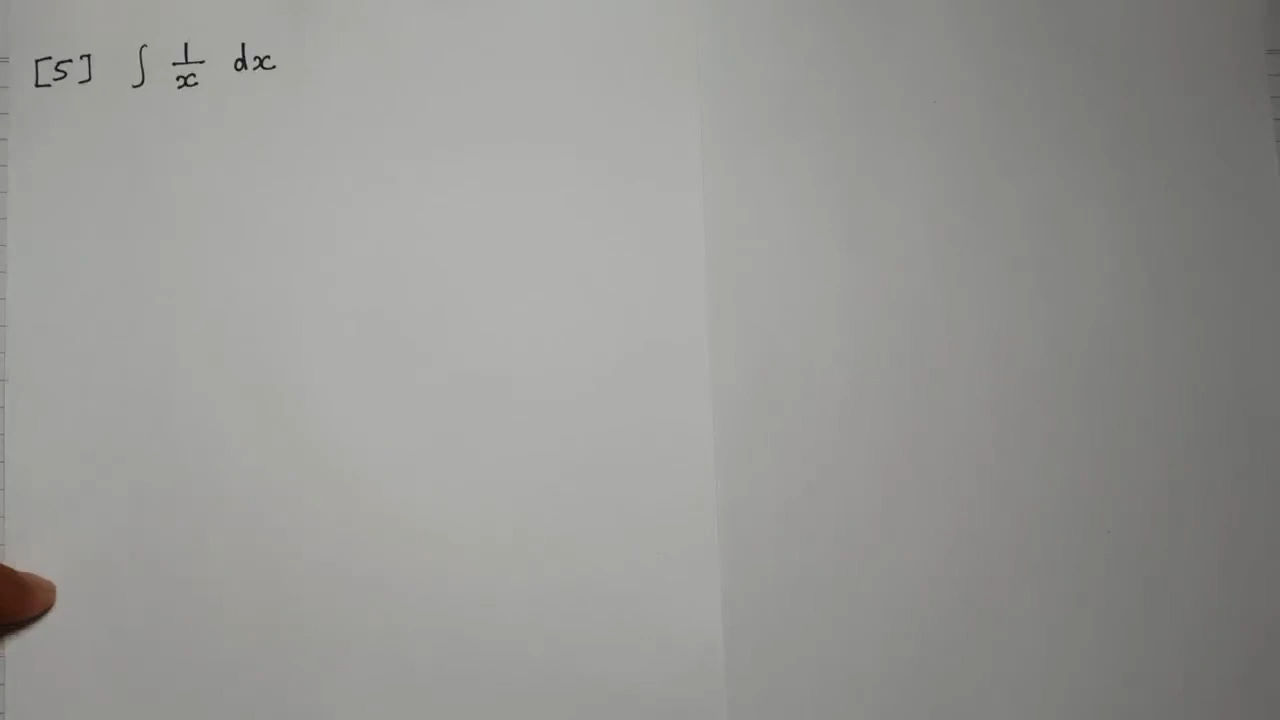 [5] ∫ 1/x dx